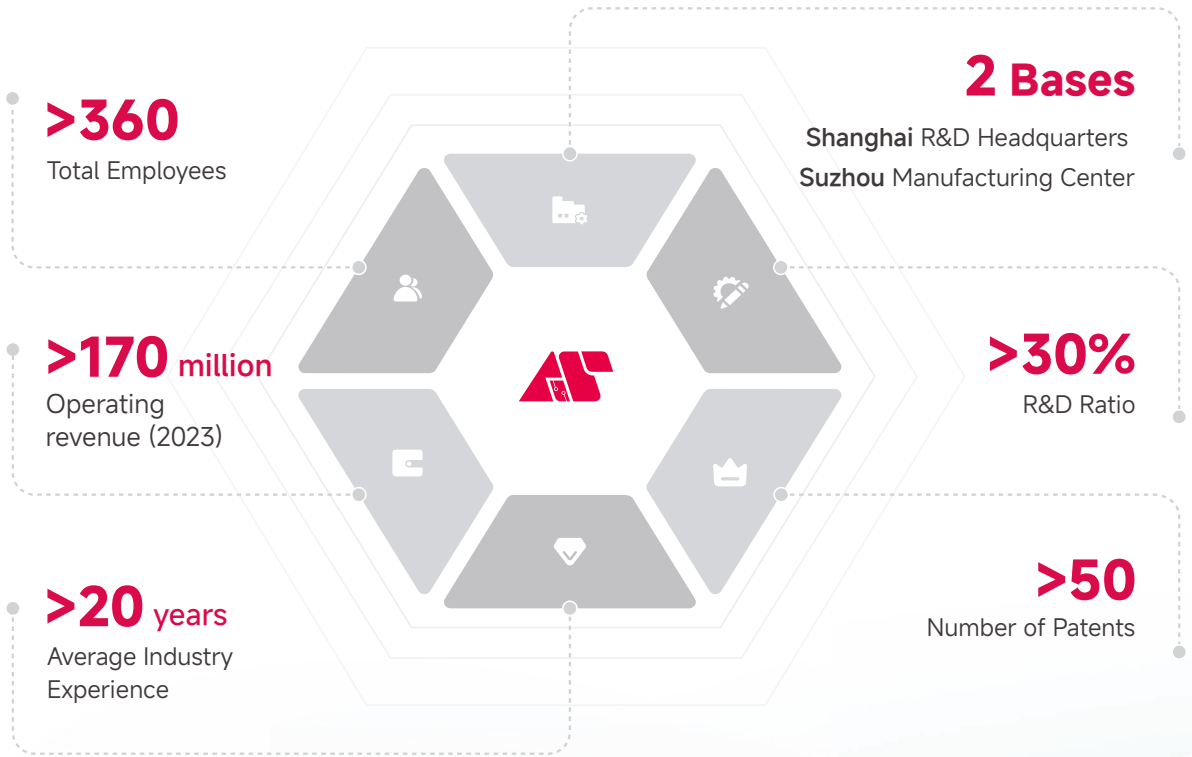 >360
Total Employees
>170 million
Operating
revenue (2023)
>20 years
Average Industry
Experience
2 Bases
Shanghai R&D Headquarters
Suzhou Manufacturing Center
>30%
R&D Ratio
>50
Number of Patents
AS